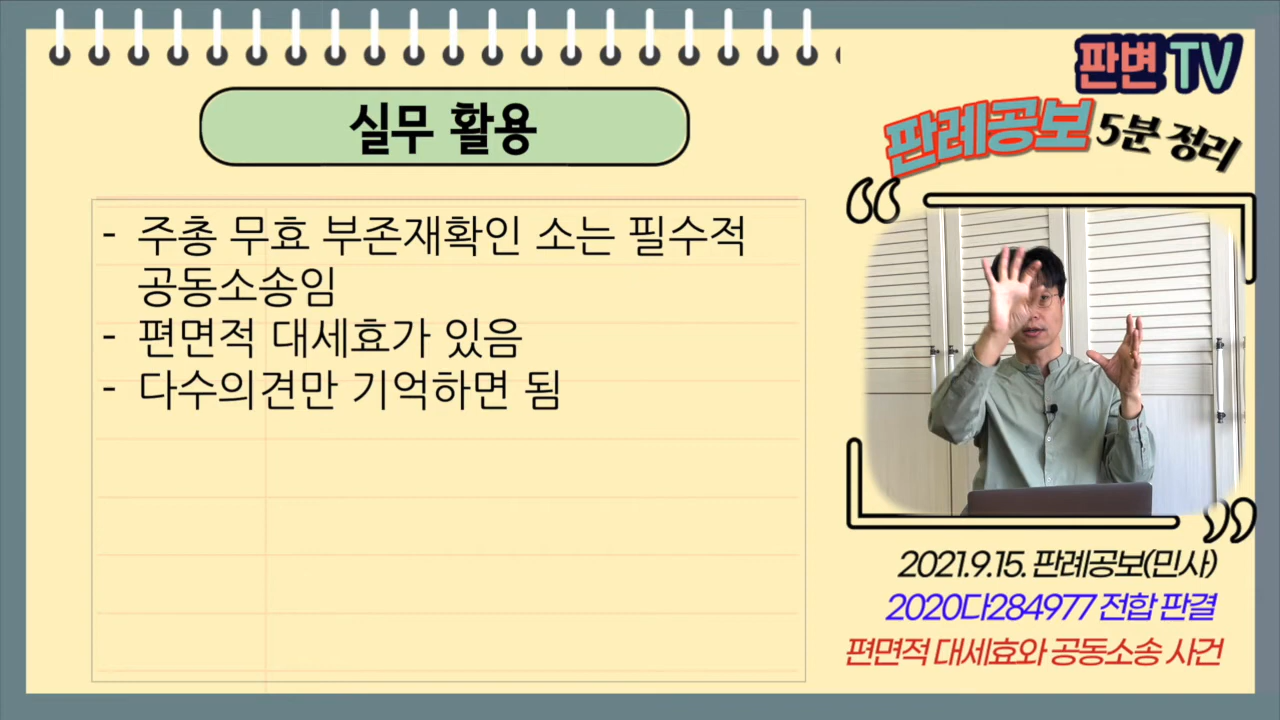 판변 TV
판례공보 5분 정리
실무 활용
- 주총 무효 부존재확인 소는 필수적
공동소송임
- 편면적 대세효가 있음
- 다수의견만 기억하면 됨
2021.9.15. 판례공보(민사)
2020다284977 전합 판결
편면적 대세효와 공동소송 사건